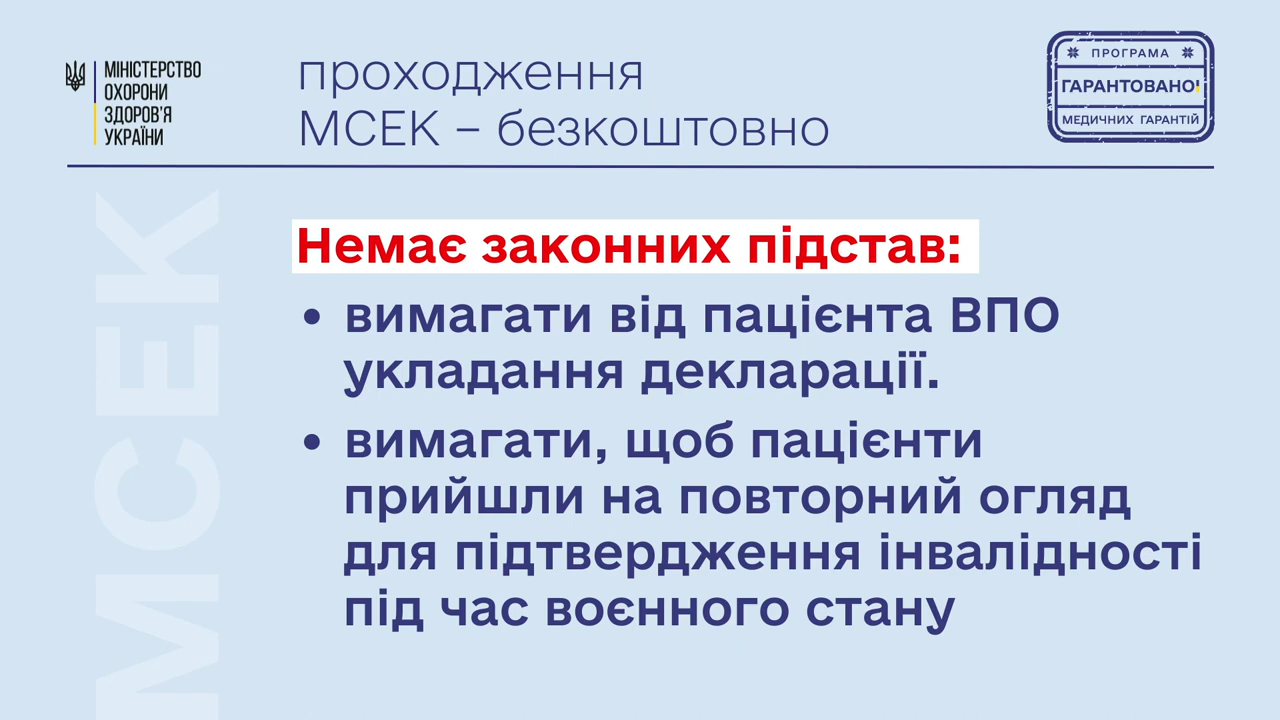 МІНІСТЕРСТВО
ОХОРОНИ
ЗДОРОВ'Я
УКРАЇНИ
проходження
МСЕК – безкоштовно
ПРОГРАМА
ГАРАНТОВАНО!
МЕДИЧНИХ ГАРАНТІЙ
МСЕК
Немає законних підстав:
• вимагати від пацієнта ВПО
укладання декларації.
• вимагати, щоб пацієнти
прийшли на повторний огляд
для підтвердження інвалідності
під час воєнного стану